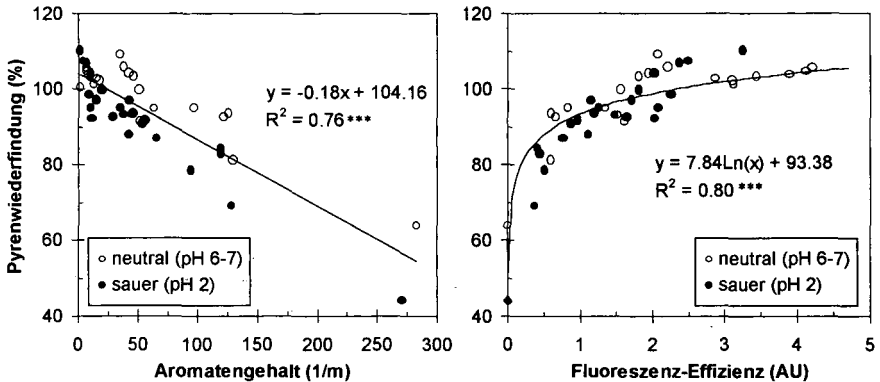 120
100
80
60
40
Pyrenwiederfindung (%)
y = -0.18x + 104.16
R² = 0.76 ***
neutral (pH 6-7)
sauer (pH 2)
0 50 100 150 200 250 300
Aromatengehalt (1/m)
120
100
80
60
40
y = 7.84Ln(x) + 93.38
R² = 0.80 ***
neutral (pH 6-7)
sauer (pH 2)
0 1 2 3 4 5
Fluoreszenz-Effizienz (AU)